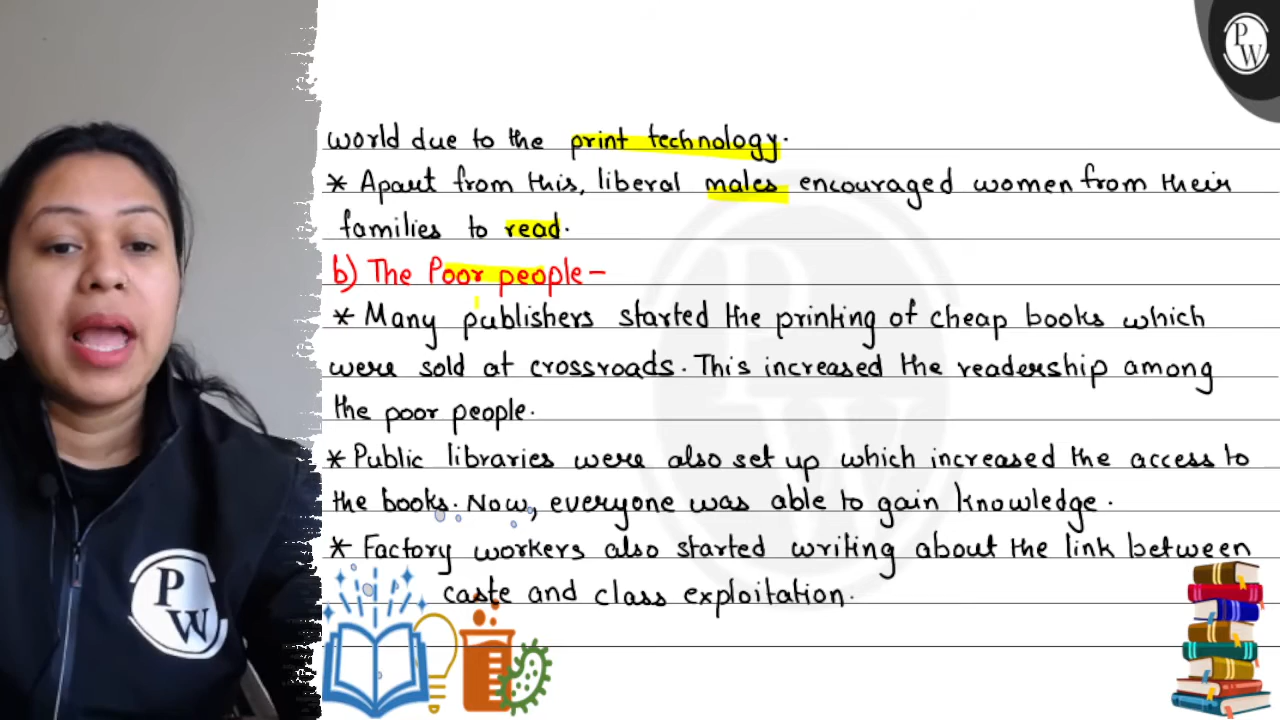 PW
world due to the print technology.
* Apart from this, liberal males encouraged women from their
families to read.
b) The Poor people-
* Many publishers started the printing of cheap books which
were sold at crossroads. This increased the readership among
the poor people.
* Public libraries were also set up which increased the access to
the books. Now, everyone was able to gain knowledge.
* Factory workers also started writing about the link between
caste and class exploitation.
PW
PW